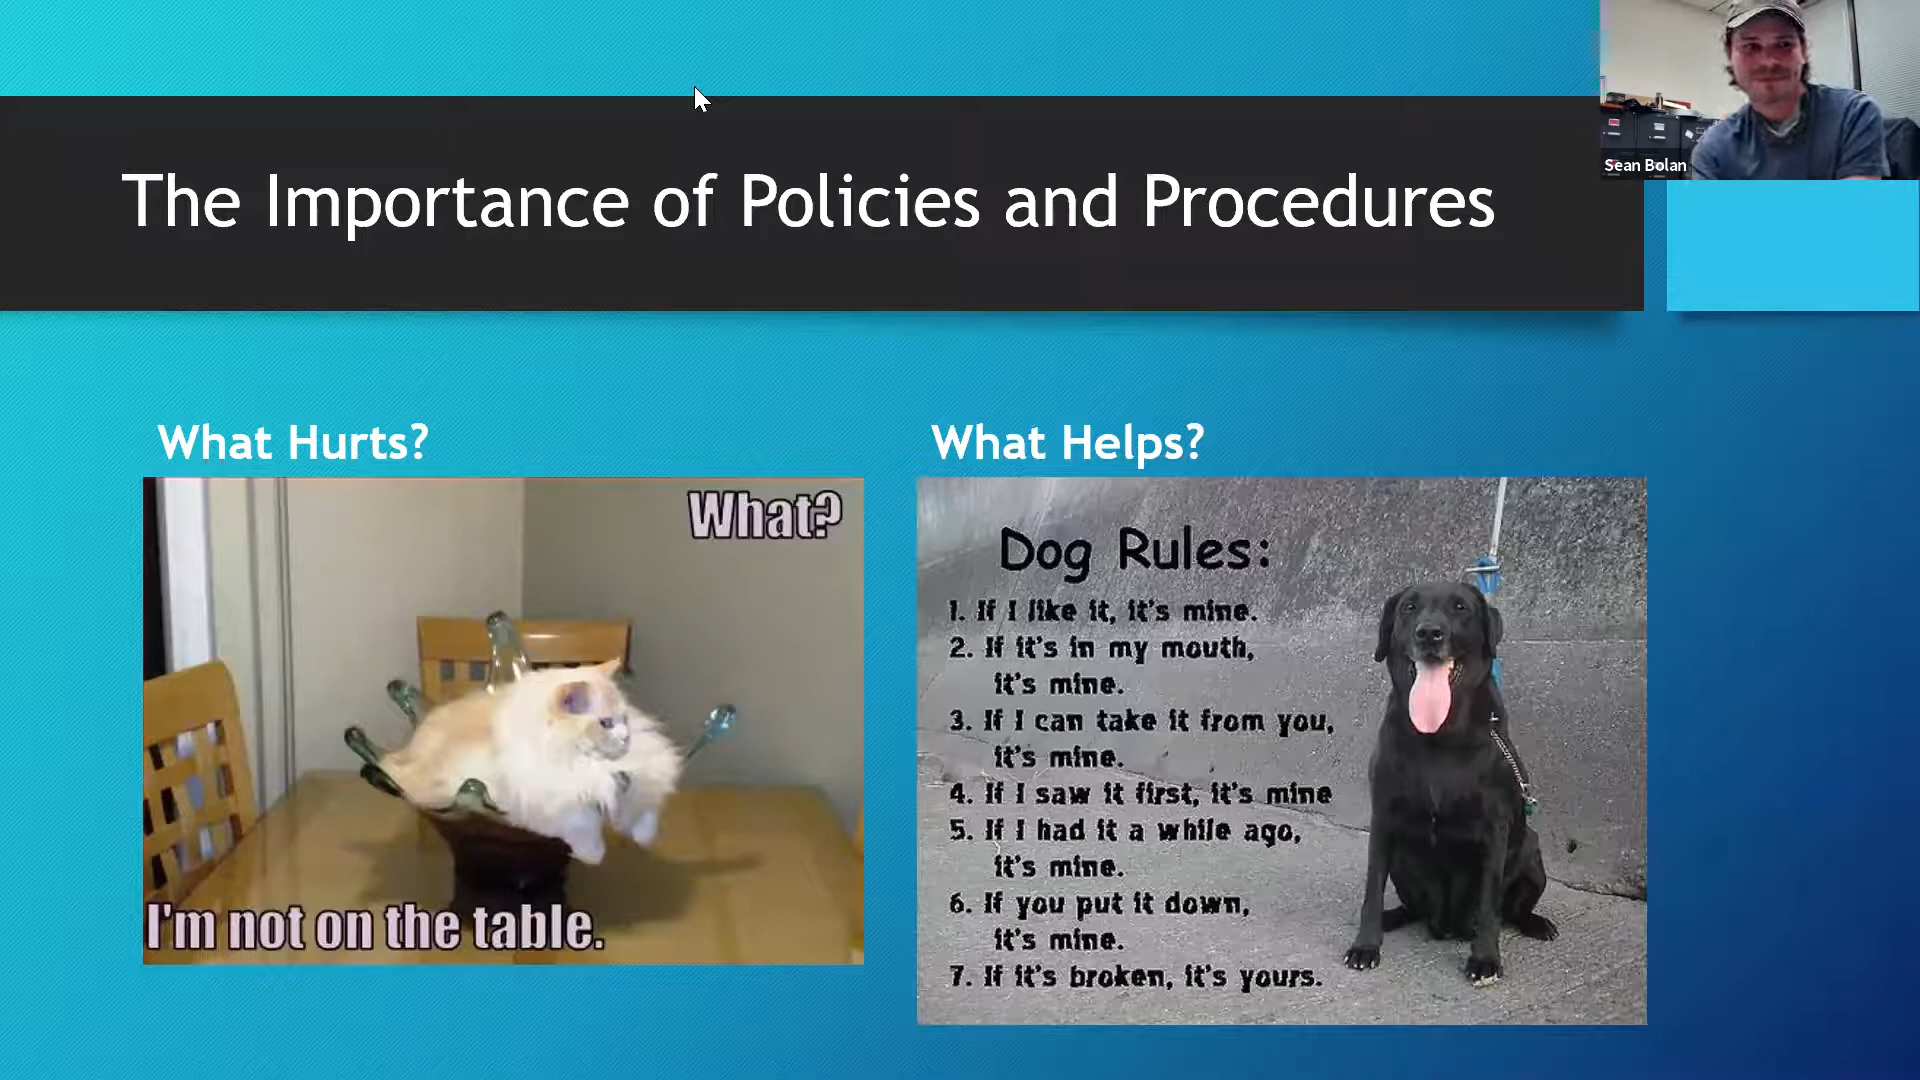 The Importance of Policies and Procedures
Sean Bolan
What Hurts?
What?
I'm not on the table.
What Helps?
Dog Rules:
1. If I like it, it's mine.
2. If it's in my mouth,
it's mine.
3. If I can take it from you,
it's mine.
4. If I saw it first, it's mine
5. If I had it a while ago,
it's mine.
6. If you put it down,
it's mine.
7. If it's broken, it's yours.